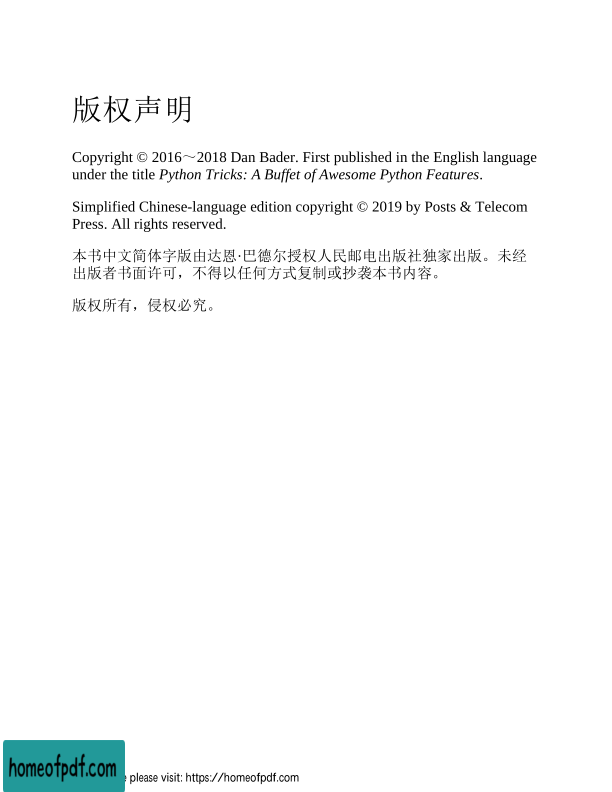 版权声明
Copyright © 2016～2018 Dan Bader. First published in the English language
under the title Python Tricks: A Buffet of Awesome Python Features.
Simplified Chinese-language edition copyright © 2019 by Posts & Telecom
Press. All rights reserved.
本书中文简体字版由达恩·巴德尔授权人民邮电出版社独家出版。未经
出版者书面许可，不得以任何方式复制或抄袭本书内容。
版权所有，侵权必究。
homeofpdf.com
please visit: https://homeofpdf.com